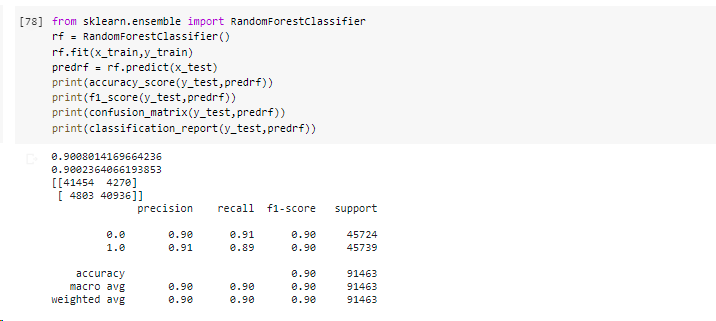 [78] from sklearn.ensemble import RandomForestClassifier
rf = RandomForestClassifier()
rf.fit(x_train,y_train)
predrf = rf.predict(x_test)
print(accuracy_score(y_test,predrf))
print(f1_score(y_test,predrf))
print(confusion_matrix(y_test,predrf))
print(classification_report(y_test,predrf))
0.9008014169664236
0.9002364066193853
[[41454 4270]
[ 4803 40936]]
precision recall f1-score support
0.0 0.90 0.91 0.90 45724
1.0 0.91 0.89 0.90 45739
accuracy 0.90 91463
macro avg 0.90 0.90 0.90 91463
weighted avg 0.90 0.90 0.90 91463